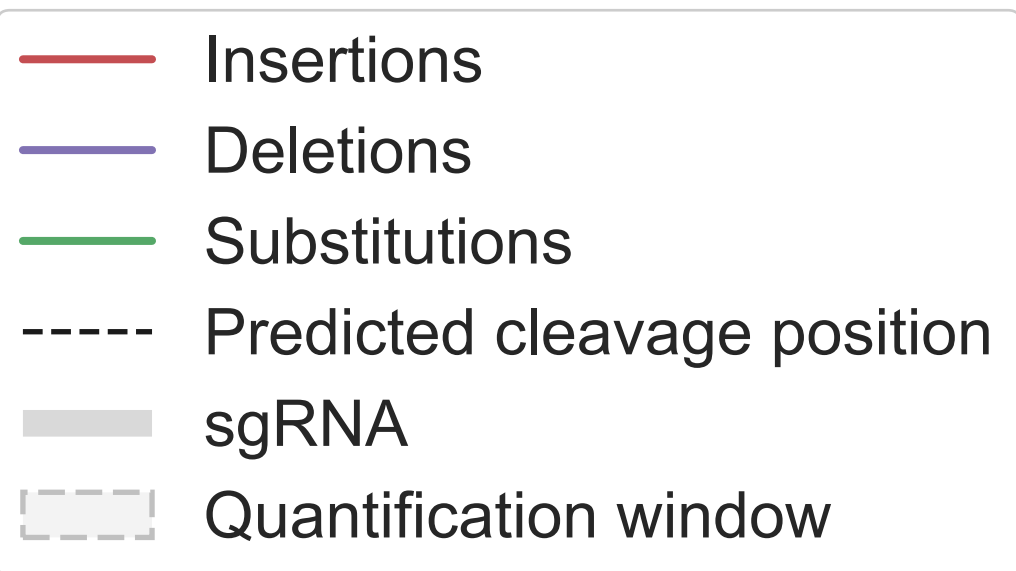 Insertions
Deletions
Substitutions
Predicted cleavage position
sgRNA
Quantification window